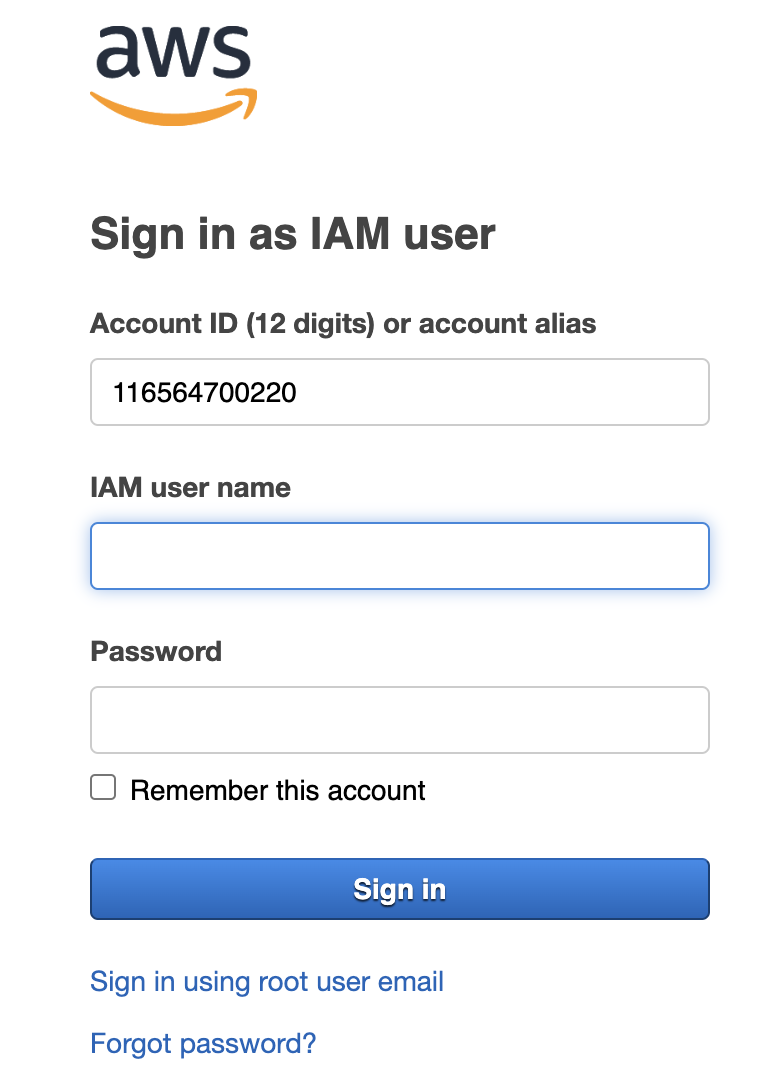 aws
Sign in as IAM user
Account ID (12 digits) or account alias
116564700220
IAM user name
Password
Remember this account
Sign in
Sign in using root user email
Forgot password?